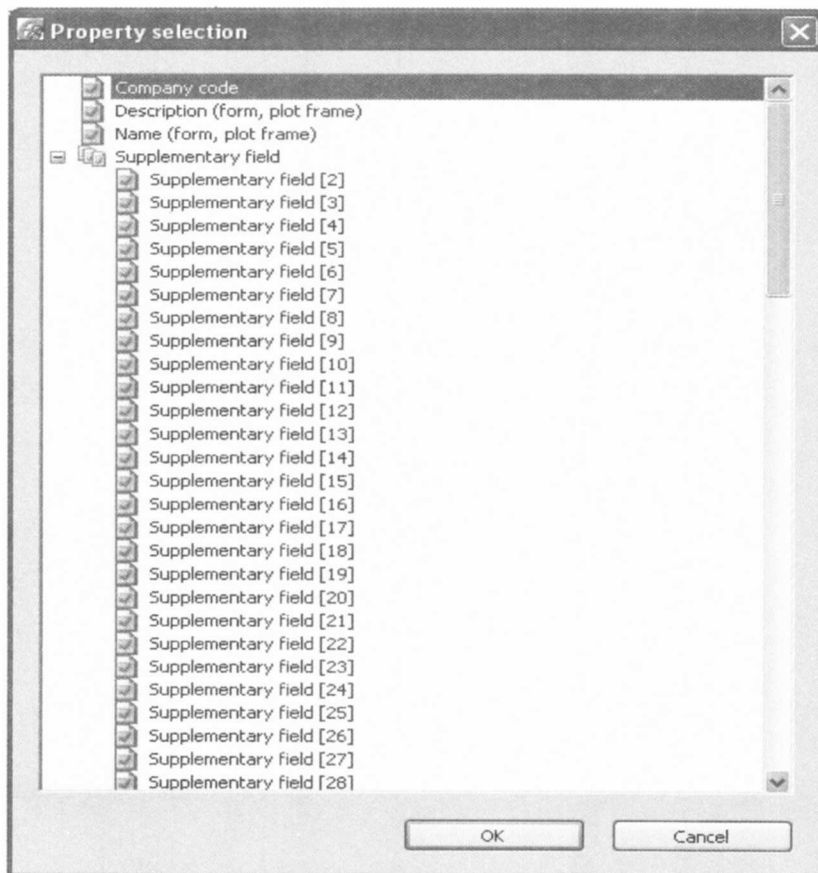 Property selection
Company code
Description (form, plot frame)
Name (form, plot frame)
Supplementary field
Supplementary field [2]
Supplementary field [3]
Supplementary field [4]
Supplementary field [5]
Supplementary field [6]
Supplementary field [7]
Supplementary field [8]
Supplementary field [9]
Supplementary field [10]
Supplementary field [11]
Supplementary field [12]
Supplementary field [13]
Supplementary field [14]
Supplementary field [15]
Supplementary field [16]
Supplementary field [17]
Supplementary field [18]
Supplementary field [19]
Supplementary field [20]
Supplementary field [21]
Supplementary field [22]
Supplementary field [23]
Supplementary field [24]
Supplementary field [25]
Supplementary field [26]
Supplementary field [27]
Supplementary field [28]
OK Cancel